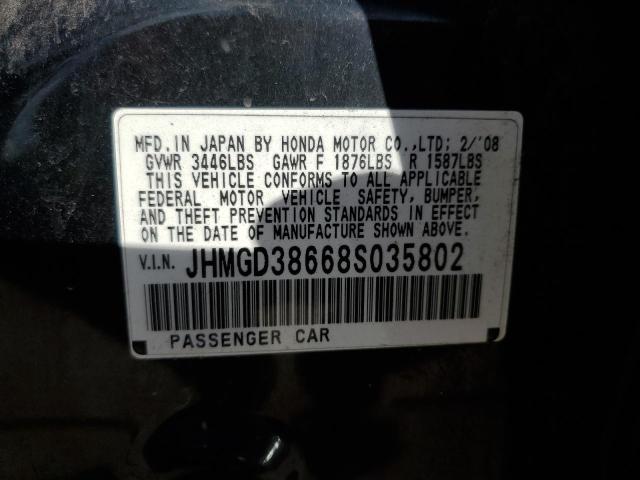 MFD.IN JAPAN BY HONDA MOTOR CO.,LTD; 2/'08
GVWR 3446LBS GAWR F 1876LBS R 1587LBS
THIS VEHICLE CONFORMS TO ALL APPLICABLE
FEDERAL MOTOR VEHICLE SAFETY, BUMPER,
AND THEFT PREVENTION STANDARDS IN EFFECT
ON THE DATE OF MANUFACTURE SHOWN ABOVE.
V.I.N. JHMGD38668S035802
PASSENGER CAR